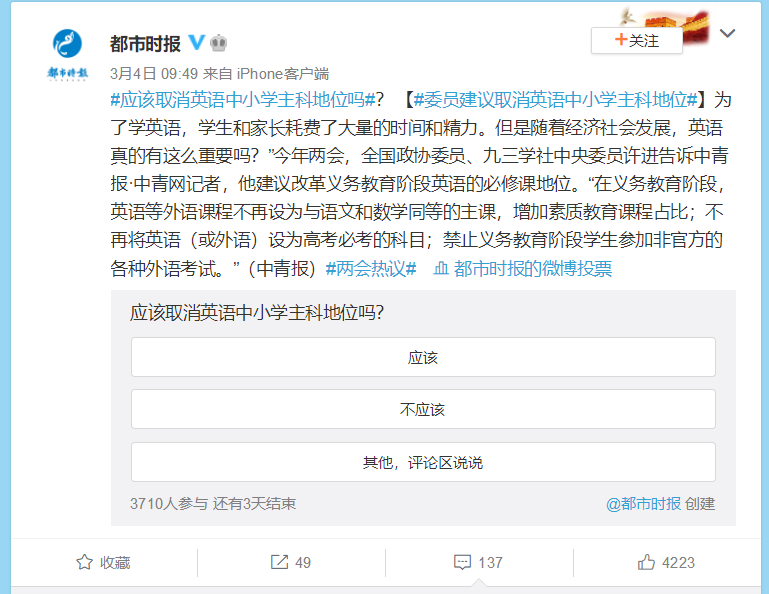 都市时报
+关注
3月4日 09:49 来自 iPhone客户端
都市时报
#应该取消英语中小学主科地位吗#? 【#委员建议取消英语中小学主科地位#】为
了学英语，学生和家长耗费了大量的时间和精力。但是随着经济社会发展，英语
真的有这么重要吗？”今年两会，全国政协委员、九三学社中央委员许进告诉中青
报·中青网记者，他建议改革义务教育阶段英语的必修课地位。“在义务教育阶段，
英语等外语课程不再设为与语文和数学同等的主课，增加素质教育课程占比；不
再将英语（或外语）设为高考必考的科目；禁止义务教育阶段学生参加非官方的
各种外语考试。”（中青报）#两会热议# 都市时报的微博投票
应该取消英语中小学主科地位吗?
应该
不应该
其他，评论区说说
3710人参与 还有3天结束 @都市时报 创建
收藏 49 137 4223